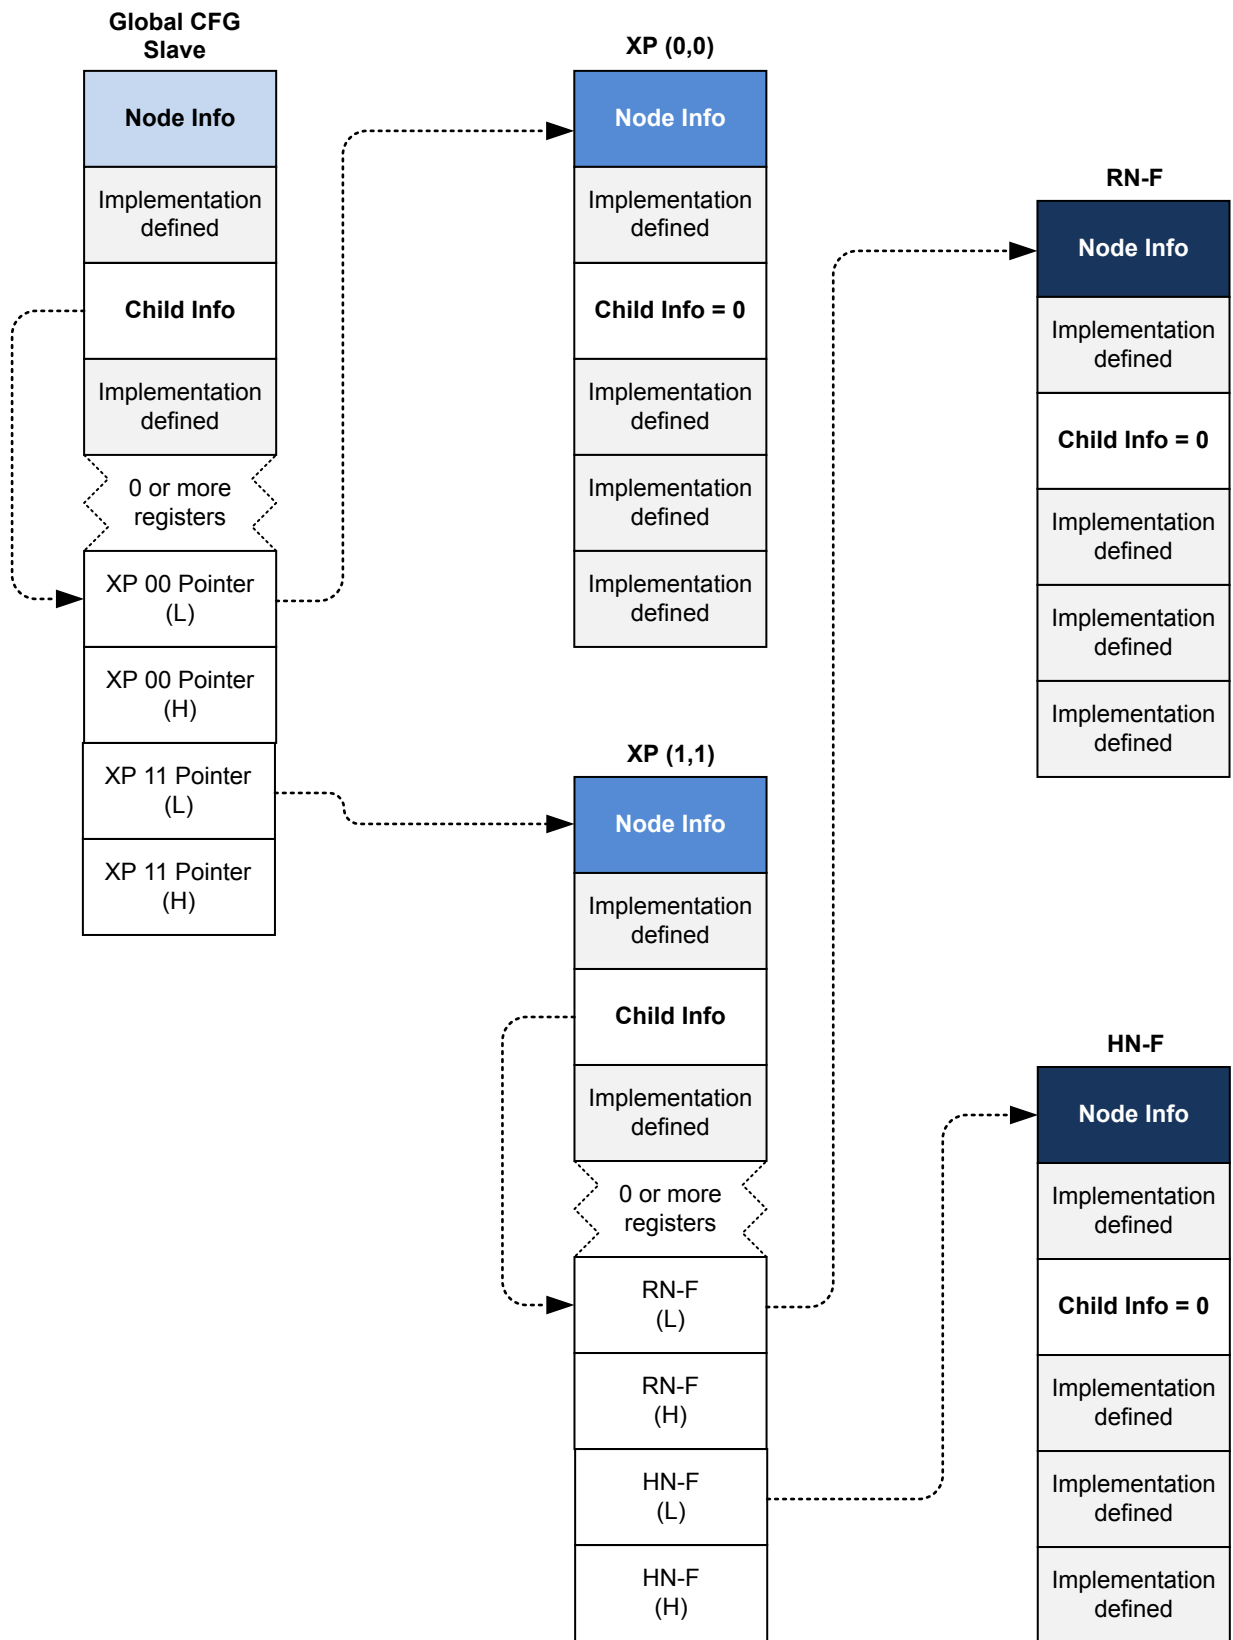 Global CFG
Slave
Node Info
Implementation
defined
Child Info
Implementation
defined
0 or more
registers
XP 00 Pointer
(L)
XP 00 Pointer
(H)
XP 11 Pointer
(L)
XP 11 Pointer
(H)
XP (0,0)
Node Info
Implementation
defined
Child Info = 0
Implementation
defined
Implementation
defined
Implementation
defined
XP (1,1)
Node Info
Implementation
defined
Child Info
Implementation
defined
0 or more
registers
RN-F
(L)
RN-F
(H)
HN-F
(L)
HN-F
(H)
RN-F
Node Info
Implementation
defined
Child Info = 0
Implementation
defined
Implementation
defined
Implementation
defined
HN-F
Node Info
Implementation
defined
Child Info = 0
Implementation
defined
Implementation
defined
Implementation
defined